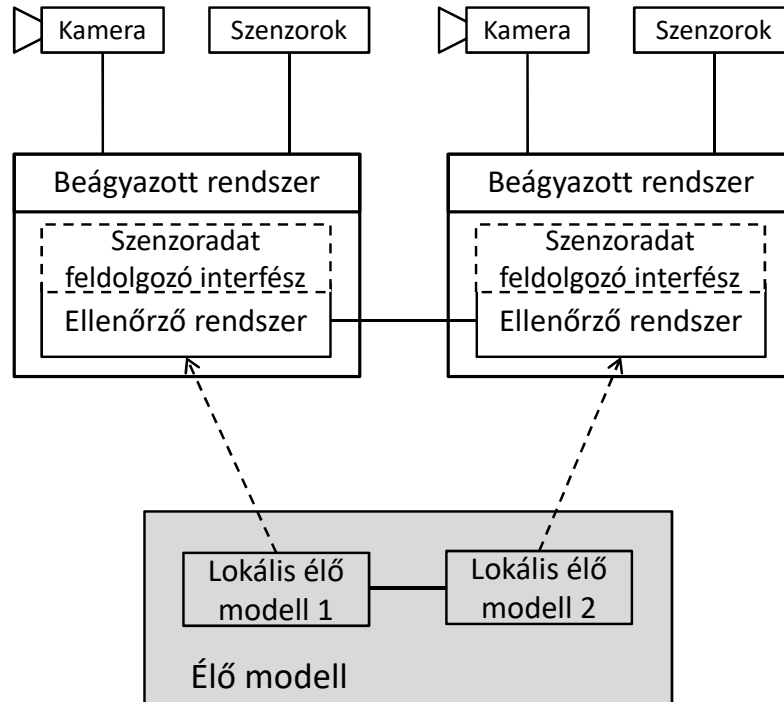 Kamera
Szenzorok
Kamera
Szenzorok
Beágyazott rendszer
Beágyazott rendszer
Szenzoradat
feldolgozó interfész
Szenzoradat
feldolgozó interfész
Ellenőrző rendszer
Ellenőrző rendszer
Lokális élő
modell 1
Lokális élő
modell 2
Élő modell